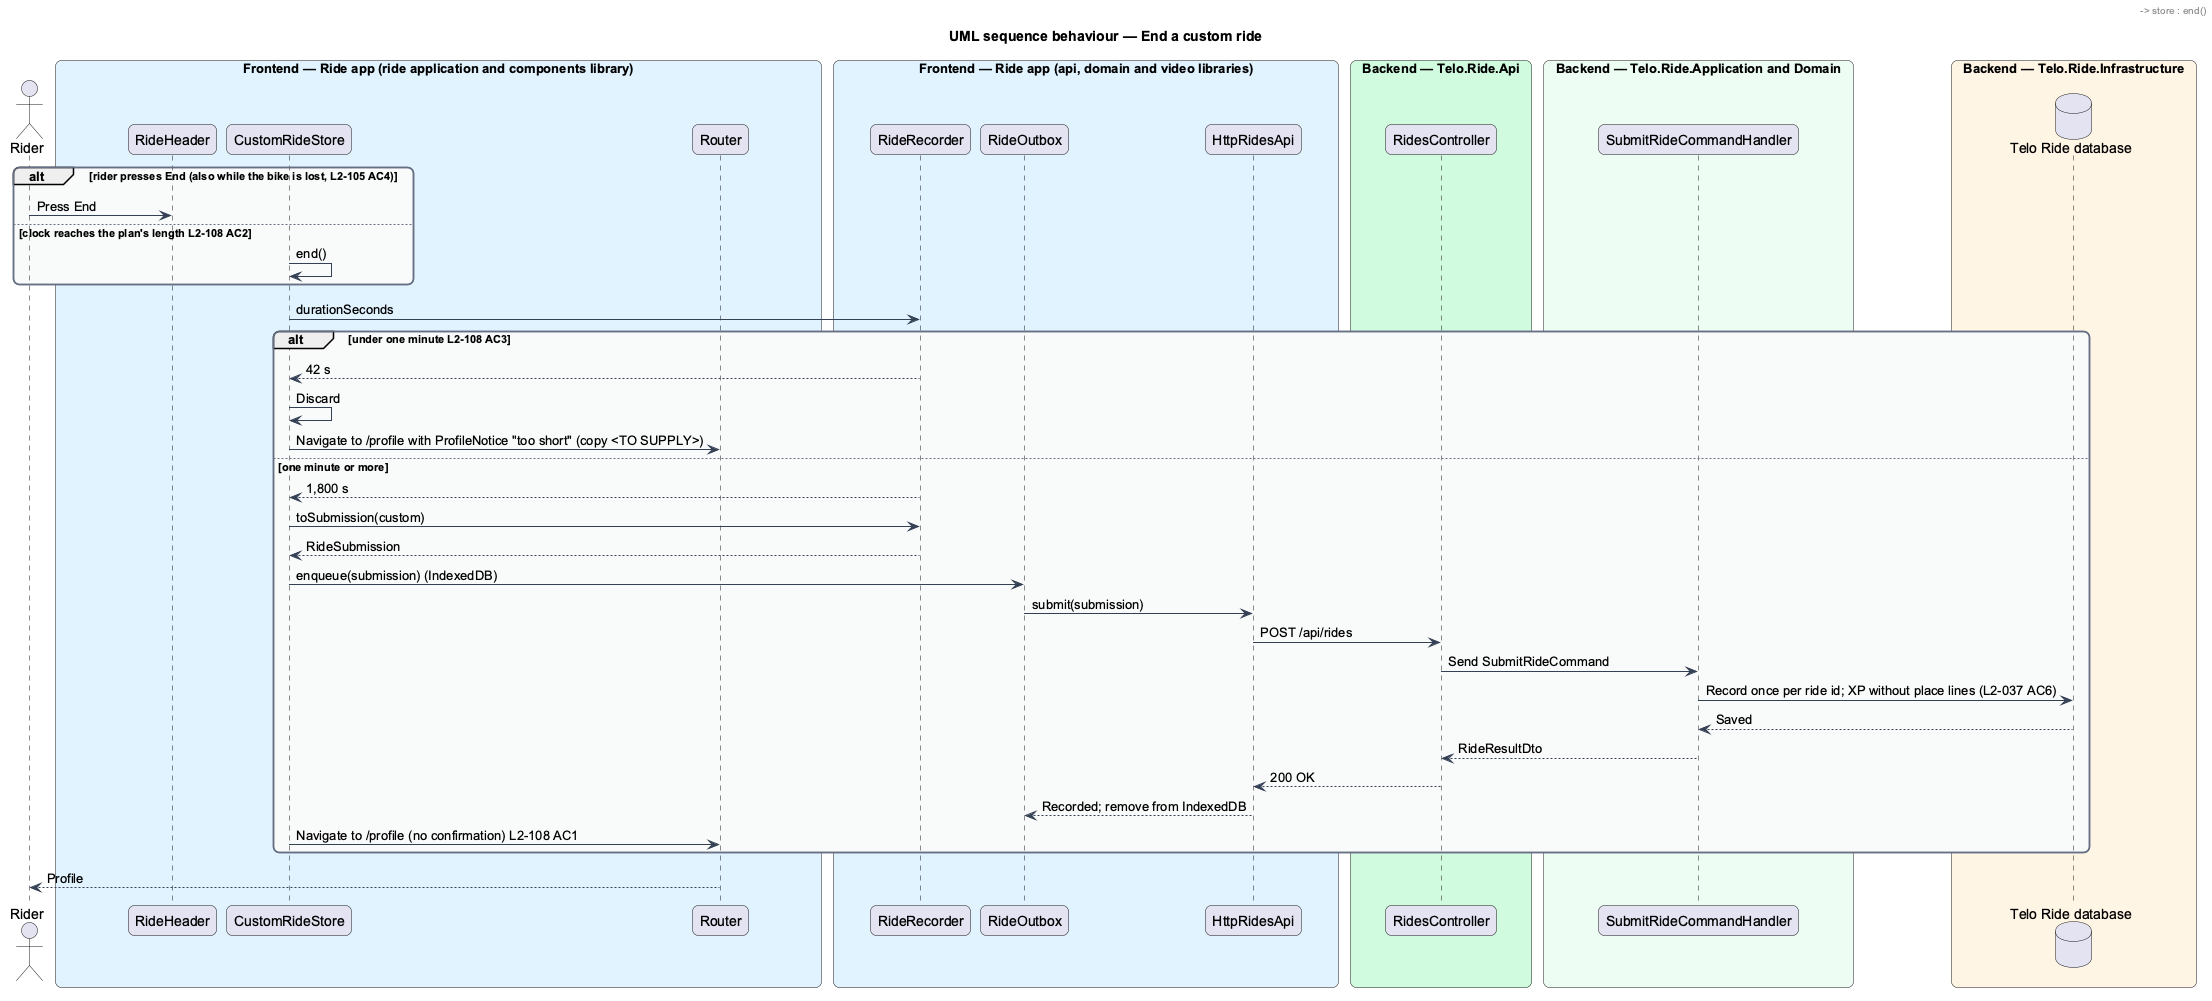 -> store : end()
UML sequence behaviour — End a custom ride
Frontend — Ride app (ride application and components library)
Frontend — Ride app (api, domain and video libraries)
Backend — Telo.Ride.Api
Backend — Telo.Ride.Application and Domain
Backend — Telo.Ride.Infrastructure
Rider
RideHeader
CustomRideStore
Router
RideRecorder
RideOutbox
HttpRidesApi
RidesController
SubmitRideCommandHandler
Telo Ride database
alt
[rider presses End (also while the bike is lost, L2-105 AC4)]
Press End
[clock reaches the plan's length L2-108 AC2]
end()
durationSeconds
alt
[under one minute L2-108 AC3]
42 s
Discard
Navigate to /profile with ProfileNotice "too short" (copy <TO SUPPLY>)
[one minute or more]
1,800 s
toSubmission(custom)
RideSubmission
enqueue(submission) (IndexedDB)
submit(submission)
POST /api/rides
Send SubmitRideCommand
Record once per ride id; XP without place lines (L2-037 AC6)
Saved
RideResultDto
200 OK
Recorded; remove from IndexedDB
Navigate to /profile (no confirmation) L2-108 AC1
Profile
Rider
RideHeader
CustomRideStore
Router
RideRecorder
RideOutbox
HttpRidesApi
RidesController
SubmitRideCommandHandler
Telo Ride database